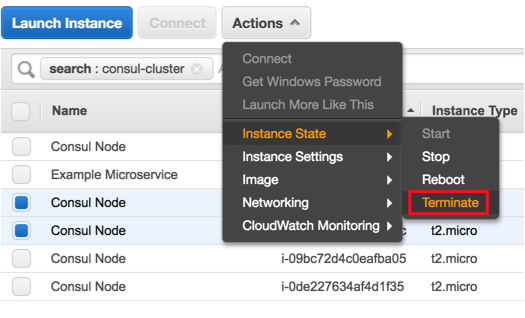 Launch Instance Connect Actions
search : consul-cluster
Connect
Get Windows Password
Launch More Like This
Name Instance Type
Instance State Start
Consul Node
Instance Settings Stop
Example Microservice
Image Reboot
Consul Node
Networking Terminate
Consul Node CloudWatch Monitoring t2.micro
Consul Node i-09bc72d4c0eafba05 t2.micro
Consul Node i-0de227634af4d1f35 t2.micro